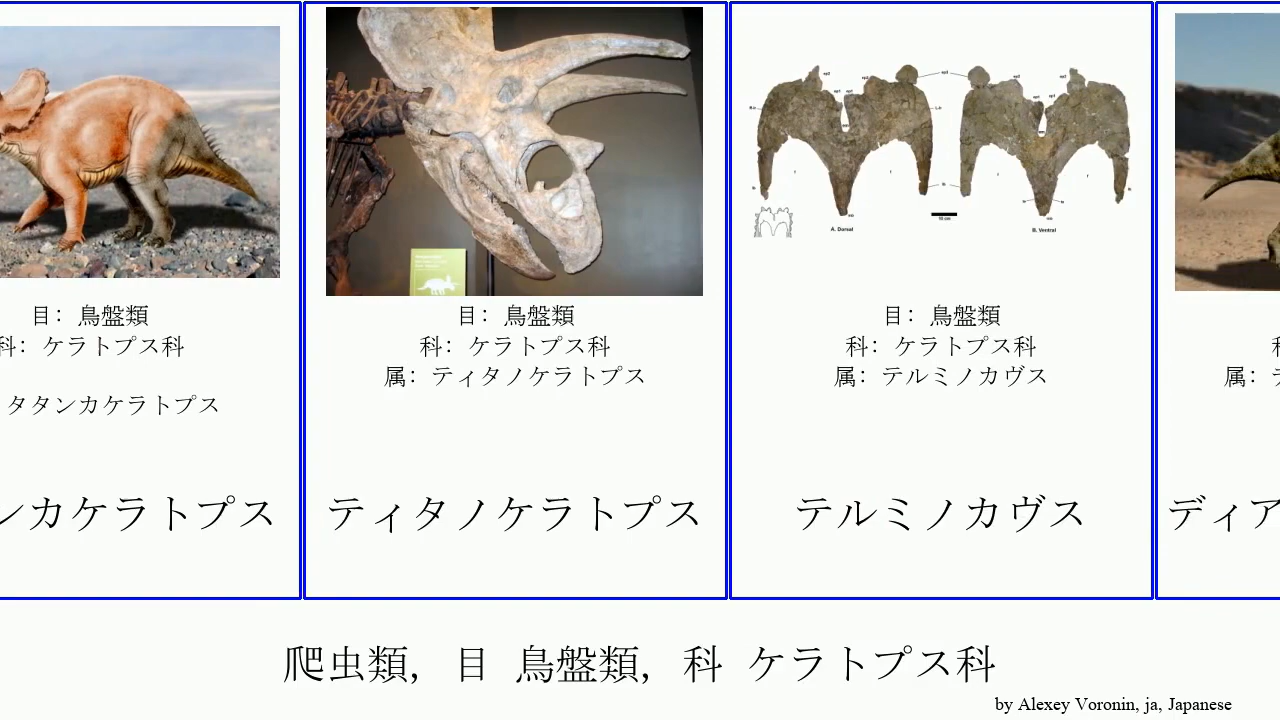 目: 鳥盤類
科: ケラトプス科
タタンカケラトプス
ンカケラトプス
目: 鳥盤類
科: ケラトプス科
属: ティタノケラトプス
ティタノケラトプス
A. Dorsal
B. Ventral
10 cm
目: 鳥盤類
科: ケラトプス科
属: テルミノカヴス
テルミノカヴス
属:
ディア
爬虫類, 目 鳥盤類, 科 ケラトプス科
by Alexey Voronin, ja, Japanese